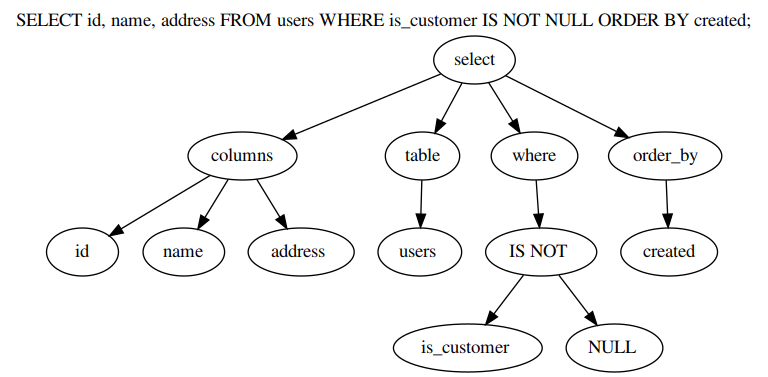 SELECT id, name, address FROM users WHERE is_customer IS NOT NULL ORDER BY created;
select
columns
table
where
order_by
id
name
address
users
IS NOT
created
is_customer
NULL